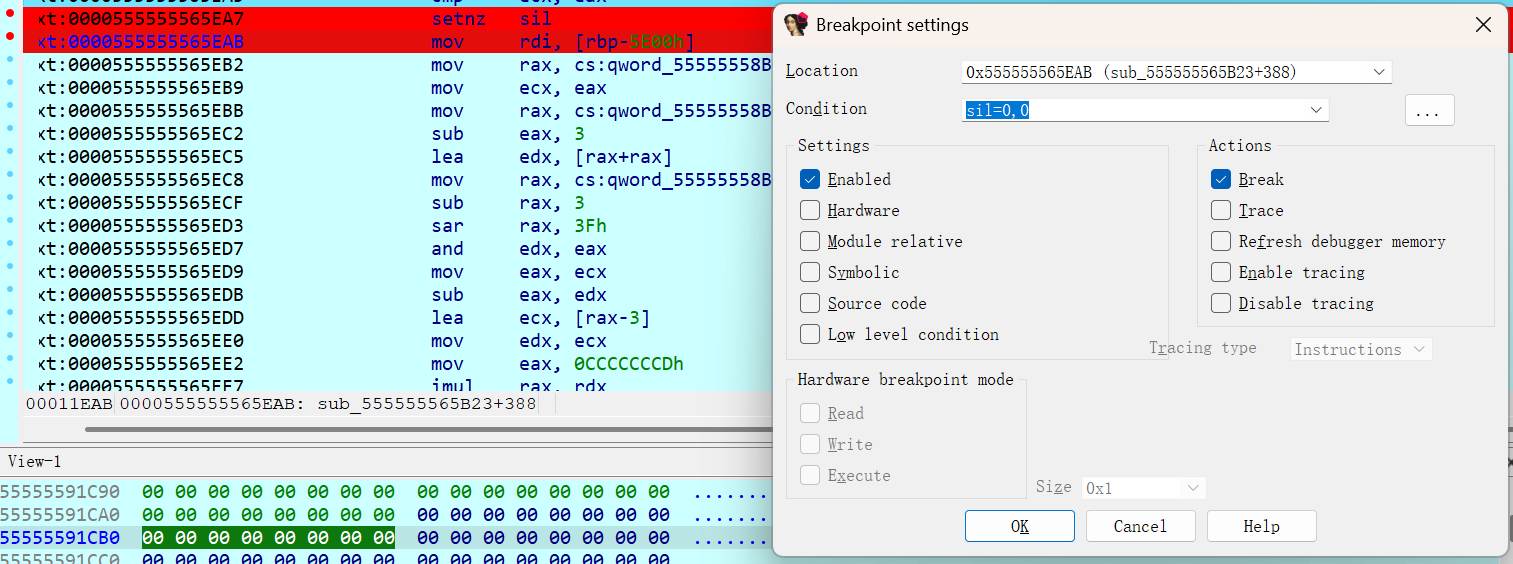 xt:0000555555565EA7 setnz sil
xt:0000555555565EAB mov rdi, [rbp-5E00h]
xt:0000555555565EB2 mov rax, cs:qword_55555558B
xt:0000555555565EB9 mov ecx, eax
xt:0000555555565EBB mov rax, cs:qword_55555558B
xt:0000555555565EC2 sub eax, 3
xt:0000555555565EC5 lea edx, [rax+rax]
xt:0000555555565EC8 mov rax, cs:qword_55555558B
xt:0000555555565ECF sub rax, 3
xt:0000555555565ED3 sar rax, 3Fh
xt:0000555555565ED7 and edx, eax
xt:0000555555565ED9 mov eax, ecx
xt:0000555555565EDB sub eax, edx
xt:0000555555565EDD lea ecx, [rax-3]
xt:0000555555565EE0 mov edx, ecx
xt:0000555555565EE2 mov eax, 0CCCCCCCDh
xt:0000555555565EE7 imul rax, rdx
00011EAB 0000555555565EAB: sub_555555565B23+388
View-1
55555591C90 00 00 00 00 00 00 00 00 00 00 00 00 00 00 00 00 .......
55555591CA0 00 00 00 00 00 00 00 00 00 00 00 00 00 00 00 00 .......
55555591CB0 00 00 00 00 00 00 00 00 00 00 00 00 00 00 00 00 .......
55555591CC0 00 00 00 00 00 00 00 00 00 00 00 00 00 00 00 00
Breakpoint settings
Location 0x555555565EAB (sub_555555565B23+388)
Condition sil=0,0 ...
Settings
Enabled
Hardware
Module relative
Symbolic
Source code
Low level condition
Actions
Break
Trace
Refresh debugger memory
Enable tracing
Disable tracing
Tracing type Instructions
Hardware breakpoint mode
Read
Write
Execute
Size 0x1
OK Cancel Help